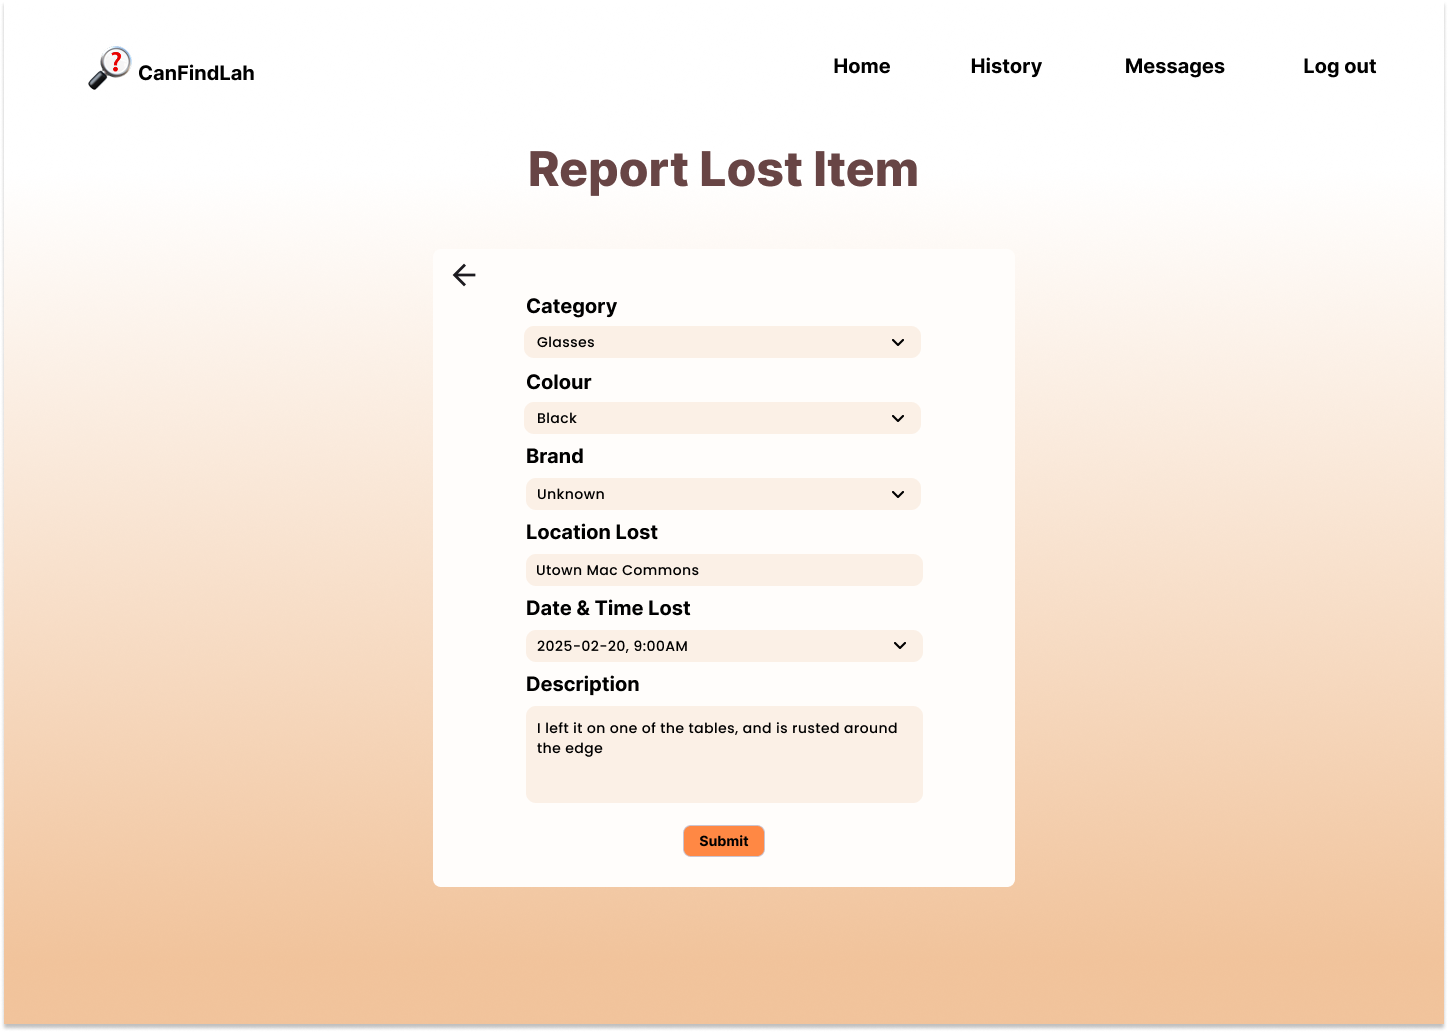 ?
CanFindLah
Home
History
Messages
Log out
Report Lost Item
Category
Glasses
Colour
Black
Brand
Unknown
Location Lost
Utown Mac Commons
Date & Time Lost
2025-02-20, 9:00AM
Description
I left it on one of the tables, and is rusted around
the edge
Submit